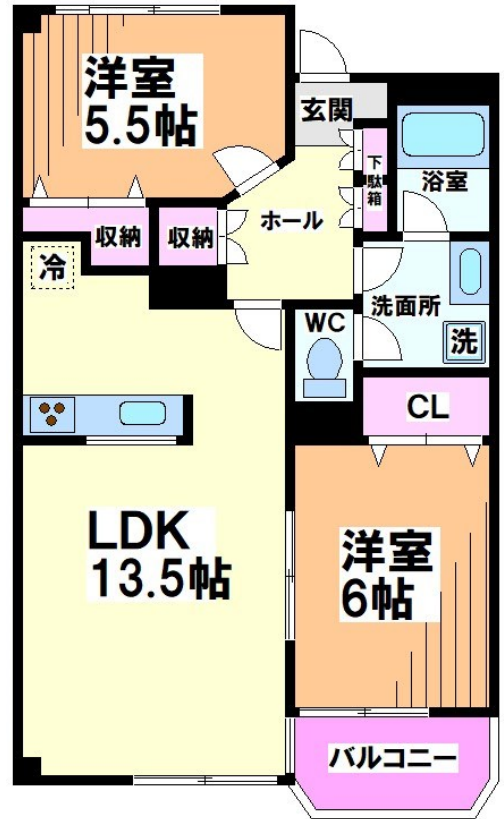 洋室
5.5帖
玄関
下駄箱
浴室
収納
収納
ホール
冷
洗面所
WC
洗
CL
LDK
13.5帖
洋室
6帖
バルコニー